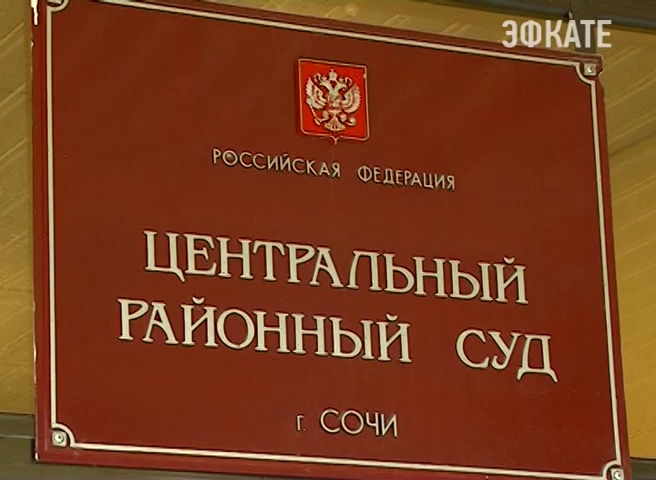 ЭФКАТЕ
РОССИЙСКАЯ ФЕДЕРАЦИЯ
ЦЕНТРАЛЬНЫЙ
РАЙОННЫЙ СУД
г. СОЧИ